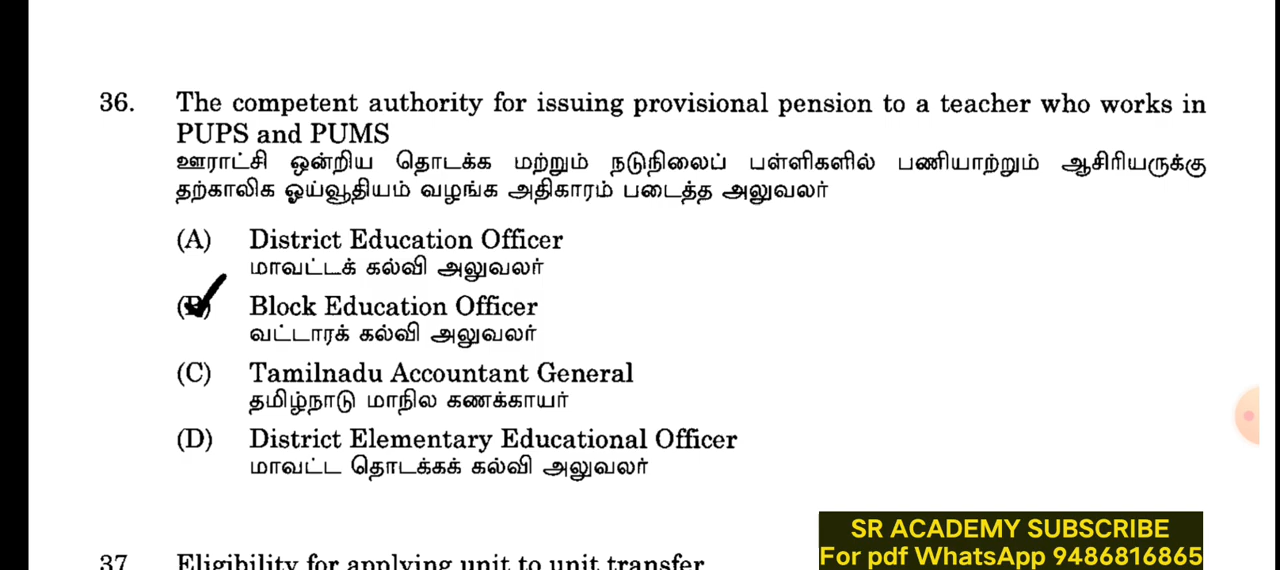 36. The competent authority for issuing provisional pension to a teacher who works in
PUPS and PUMS
ஊராட்சி ஒன்றிய தொடக்க மற்றும் நடுநிலைப் பள்ளிகளில் பணியாற்றும் ஆசிரியருக்கு
தற்காலிக ஓய்வூதியம் வழங்க அதிகாரம் படைத்த அலுவலர்
(A) District Education Officer
மாவட்டக் கல்வி அலுவலர்
(B) Block Education Officer
வட்டாரக் கல்வி அலுவலர்
(C) Tamilnadu Accountant General
தமிழ்நாடு மாநில கணக்காயர்
(D) District Elementary Educational Officer
மாவட்ட தொடக்கக் கல்வி அலுவலர்
SR ACADEMY SUBSCRIBE
For pdf WhatsApp 9486816865
37 Eligibility for applying unit to unit transfer